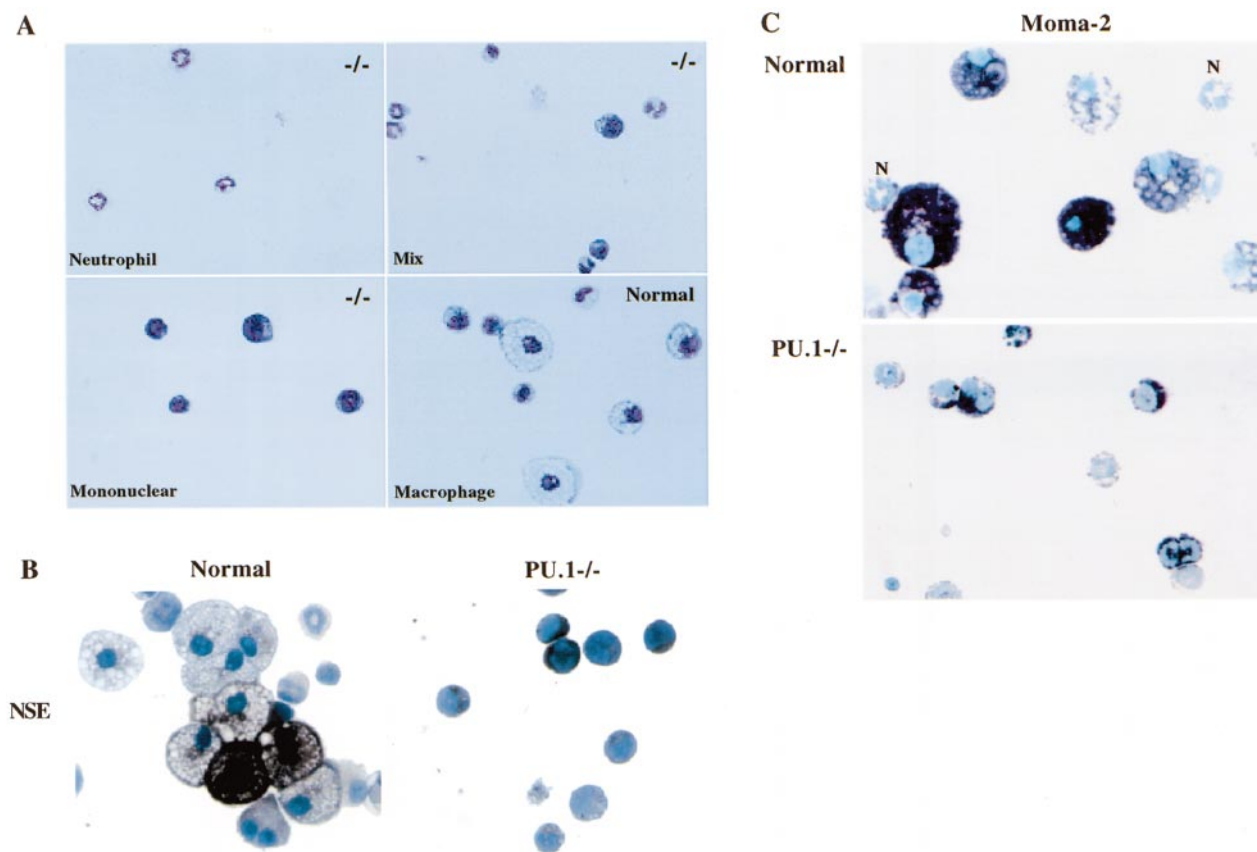 A
-/-
Neutrophil
-/-
Mix
-/-
Mononuclear
Normal
Macrophage
B
Normal
PU.1-/-
NSE
C
Moma-2
Normal
N
N
PU.1-/-